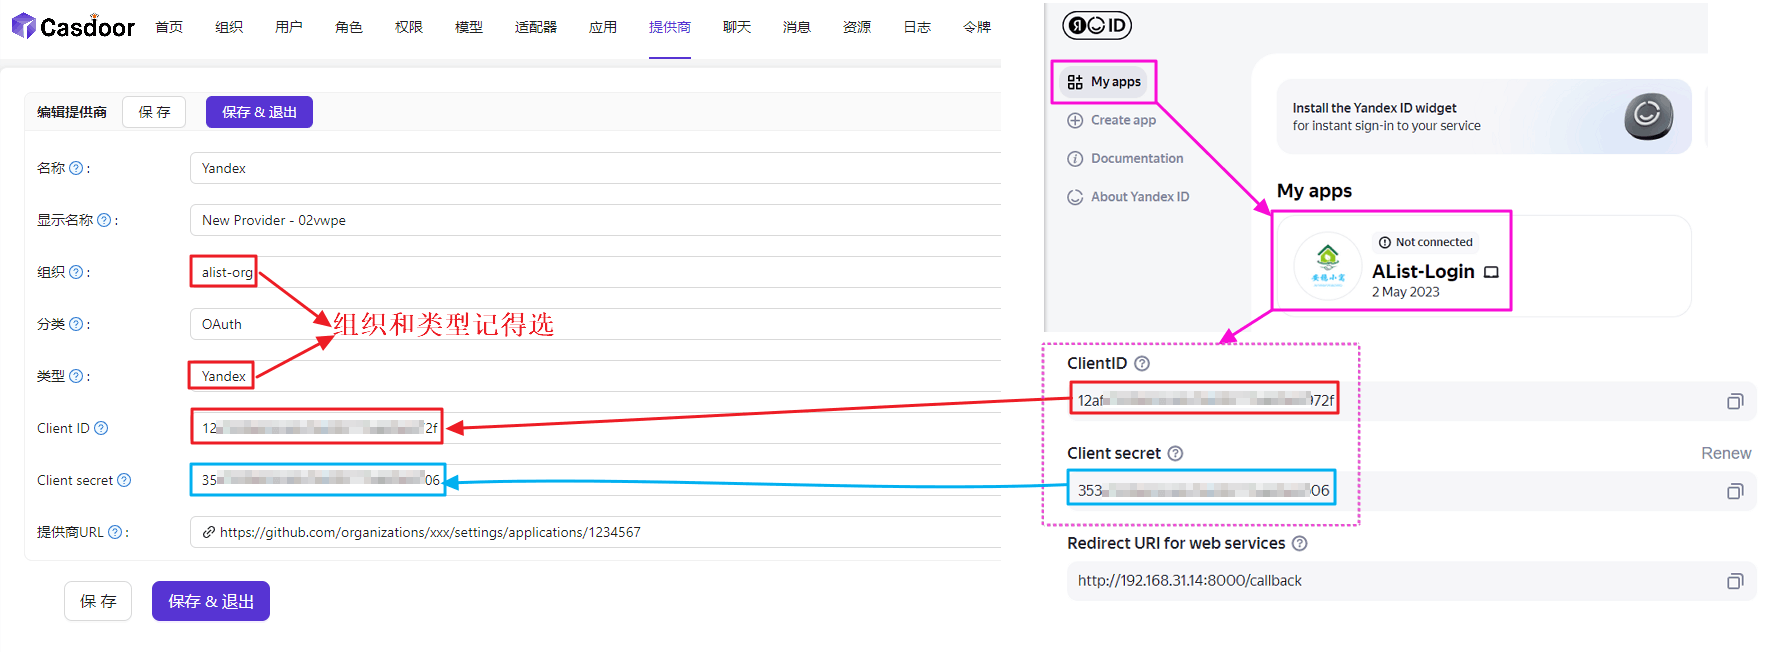 Casdoor 首页 组织 用户 角色 权限 模型 适配器 应用 提供商 聊天 消息 资源 日志 令牌
编辑提供商 保 存 保存 & 退出
名称 ? :
Yandex
显示名称 ? :
New Provider - 02vwpe
组织 ? :
alist-org
分类 ? :
OAuth
组织和类型记得选
类型 ? :
Yandex
Client ID ?
12 2f
Client secret ?
35 06
提供商URL ? :
https://github.com/organizations/xxx/settings/applications/1234567
保 存 保存 & 退出
Я ID
My apps
Create app
Documentation
About Yandex ID
Install the Yandex ID widget
for instant sign-in to your service
My apps
Not connected
AList-Login
2 May 2023
ClientID ?
12af 972f
Client secret ?
Renew
353 06
Redirect URI for web services ?
http://192.168.31.14:8000/callback